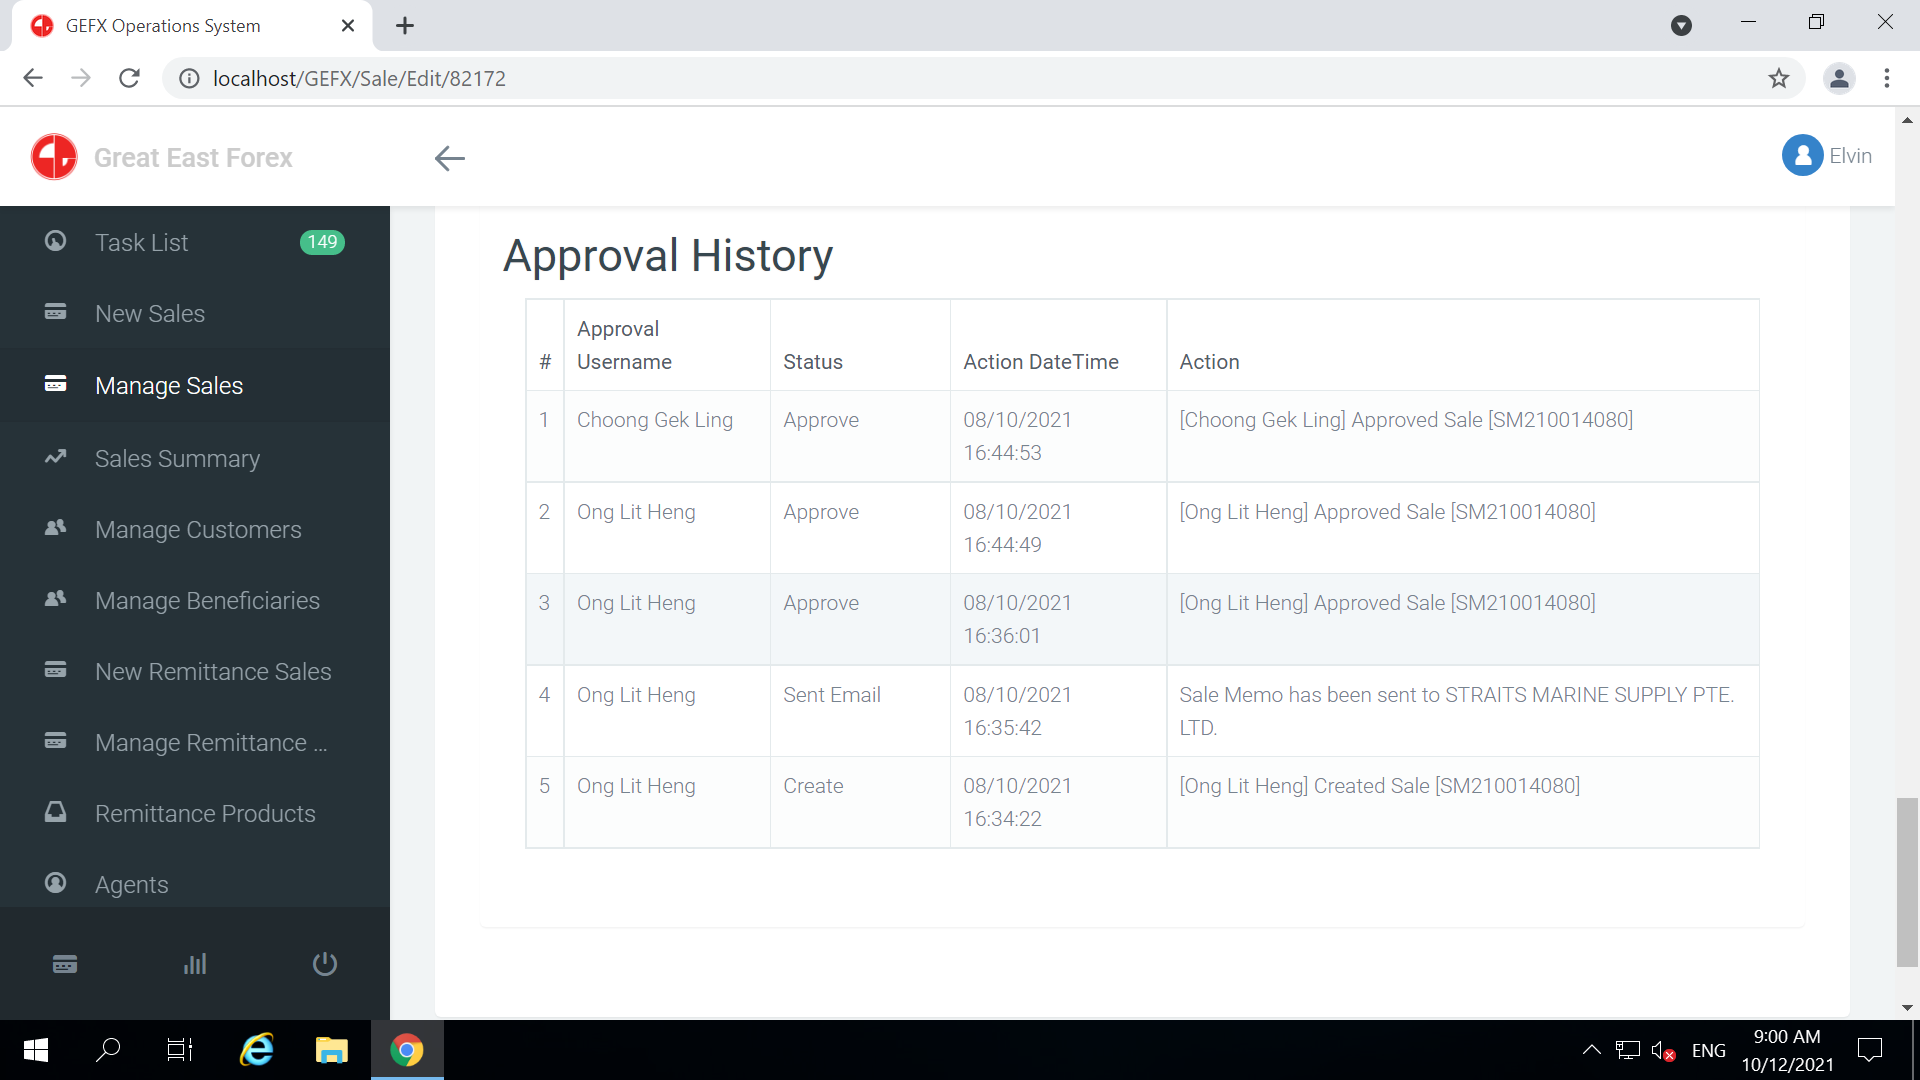 GEFX Operations System
localhost/GEFX/Sale/Edit/82172
Great East Forex
Elvin
Task List 149
New Sales
Manage Sales
Sales Summary
Manage Customers
Manage Beneficiaries
New Remittance Sales
Manage Remittance ...
Remittance Products
Agents
Approval History
# Approval Username Status Action DateTime Action
1 Choong Gek Ling Approve 08/10/2021 [Choong Gek Ling] Approved Sale [SM210014080]
16:44:53
2 Ong Lit Heng Approve 08/10/2021 [Ong Lit Heng] Approved Sale [SM210014080]
16:44:49
3 Ong Lit Heng Approve 08/10/2021 [Ong Lit Heng] Approved Sale [SM210014080]
16:36:01
4 Ong Lit Heng Sent Email 08/10/2021 Sale Memo has been sent to STRAITS MARINE SUPPLY PTE.
16:35:42 LTD.
5 Ong Lit Heng Create 08/10/2021 [Ong Lit Heng] Created Sale [SM210014080]
16:34:22
ENG
9:00 AM
10/12/2021